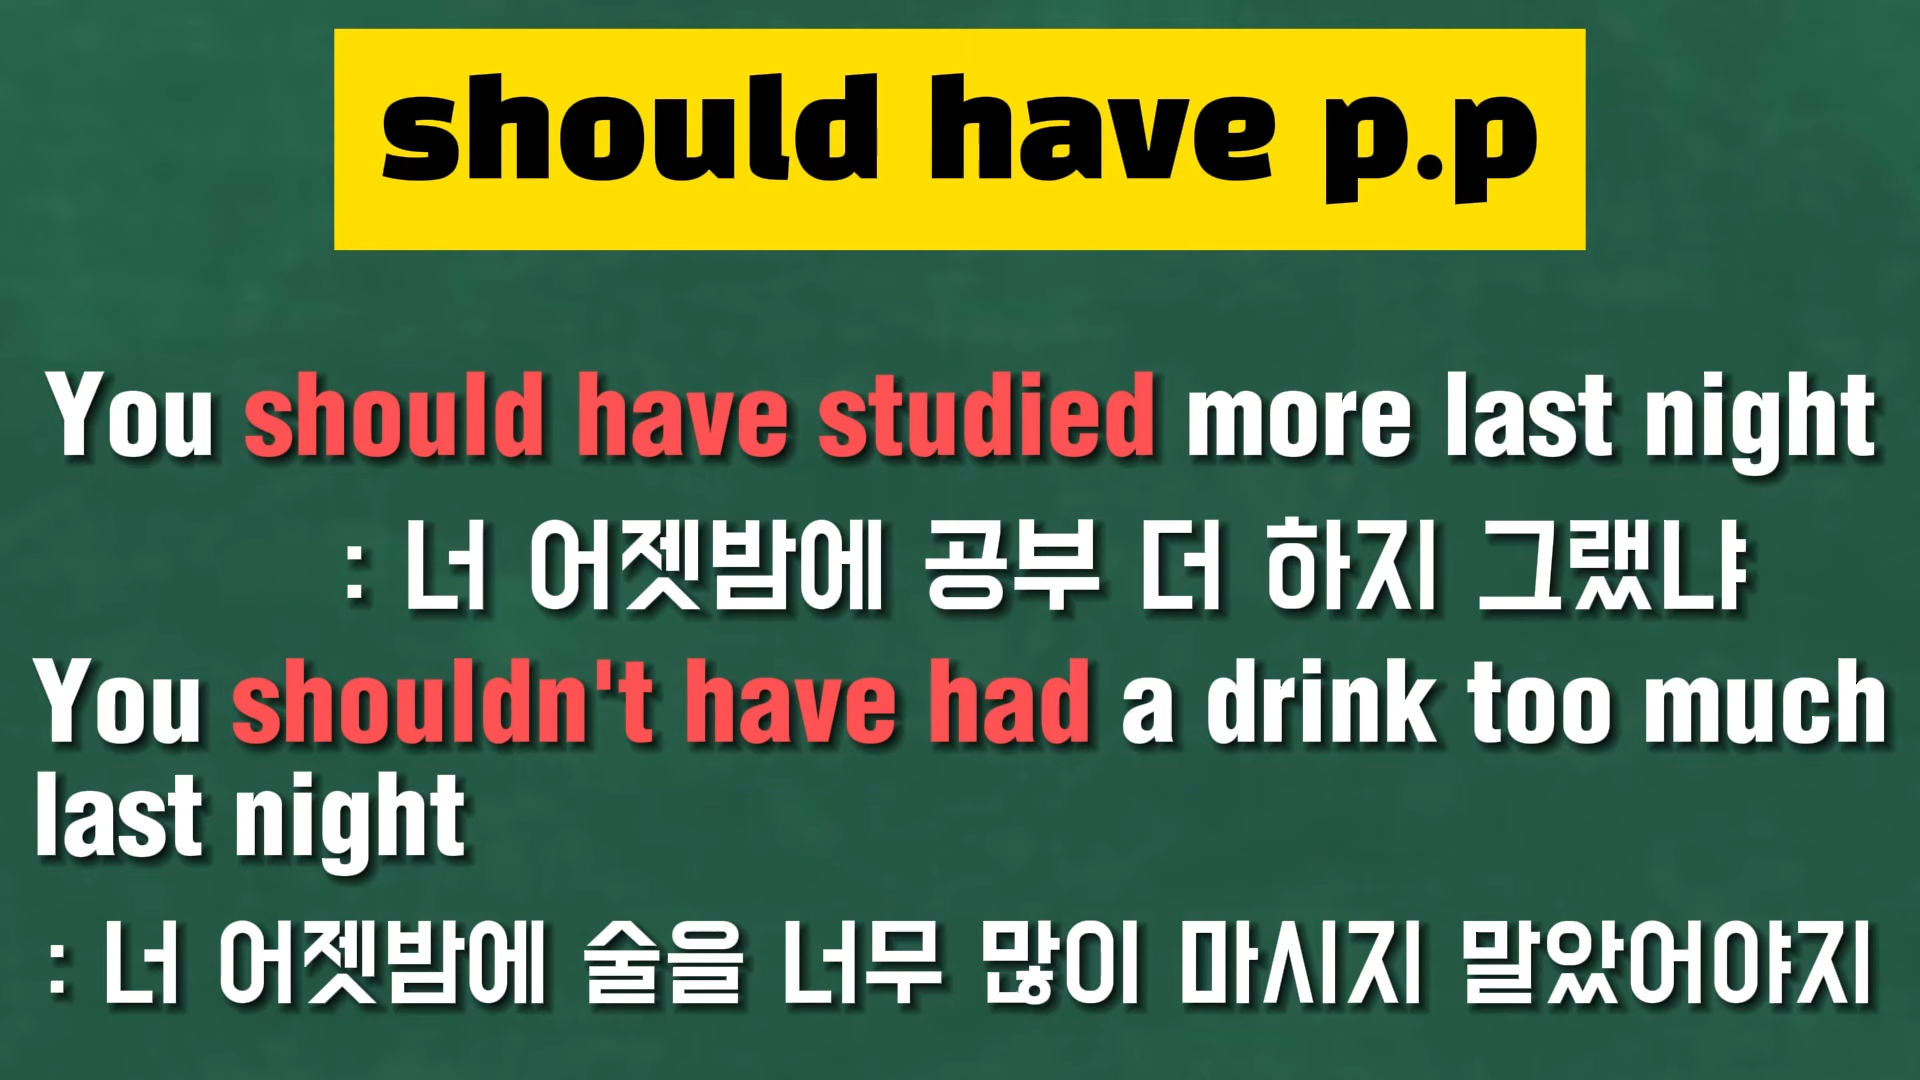 should have p.p
You should have studied more last night
: 너 어젯밤에 공부 더 하지 그랬냐
You shouldn't have had a drink too much
last night
: 너 어젯밤에 술을 너무 많이 마시지 말았어야지